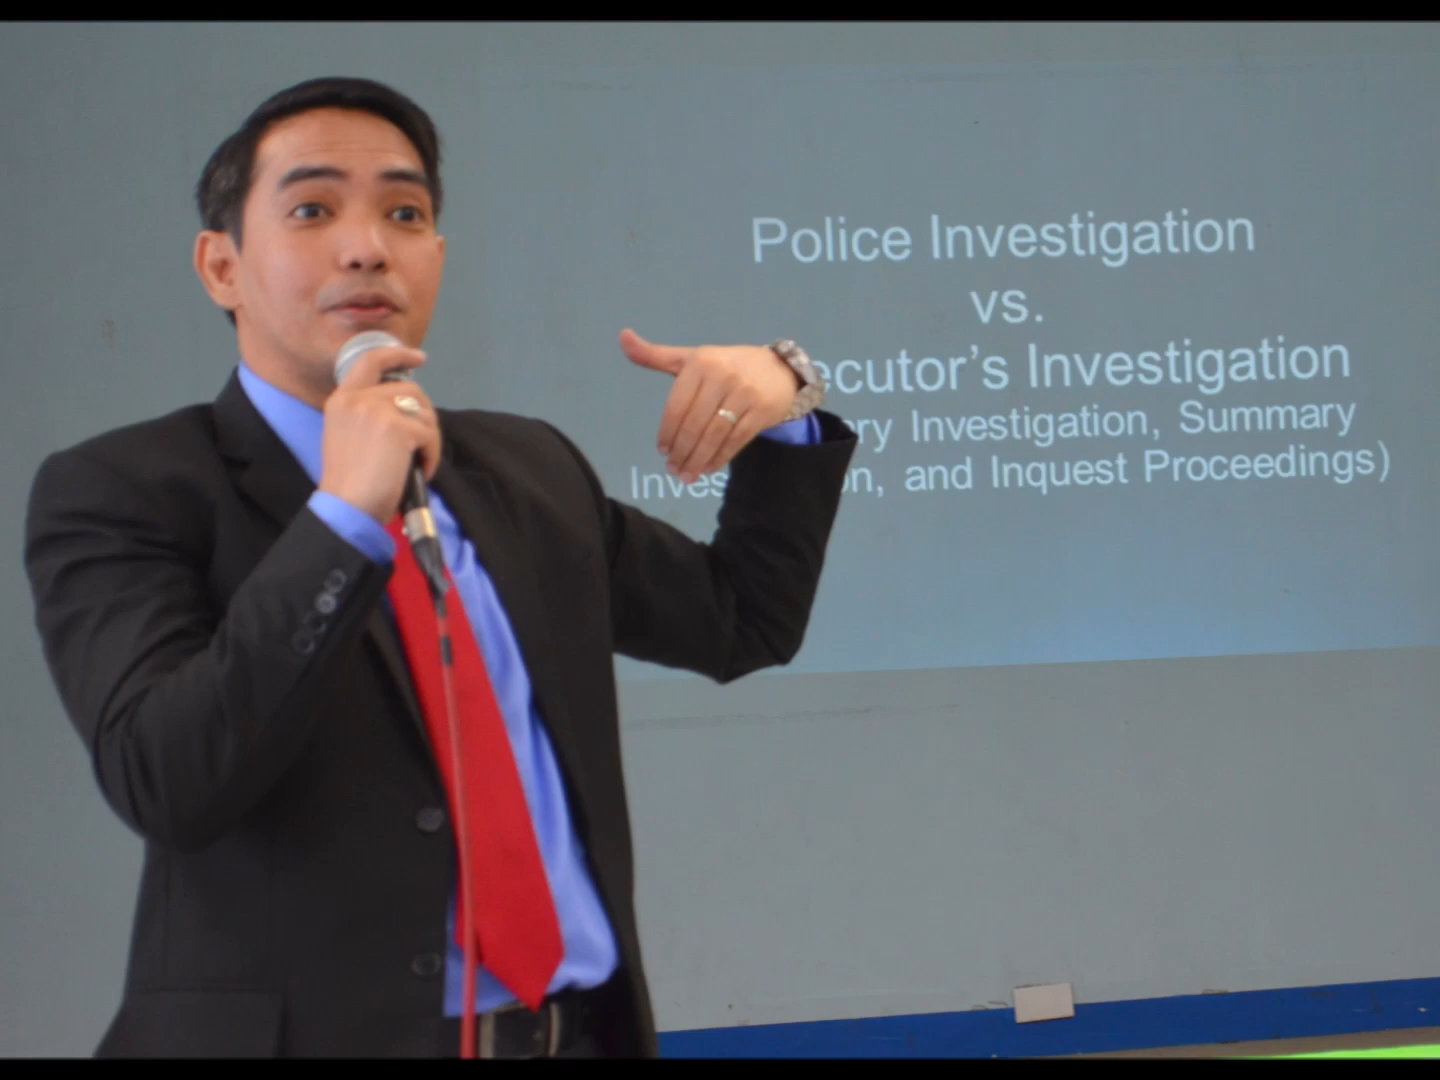 Police Investigation
vs.
ecutor's Investigation
ry Investigation, Summary
Inves n, and Inquest Proceedings)